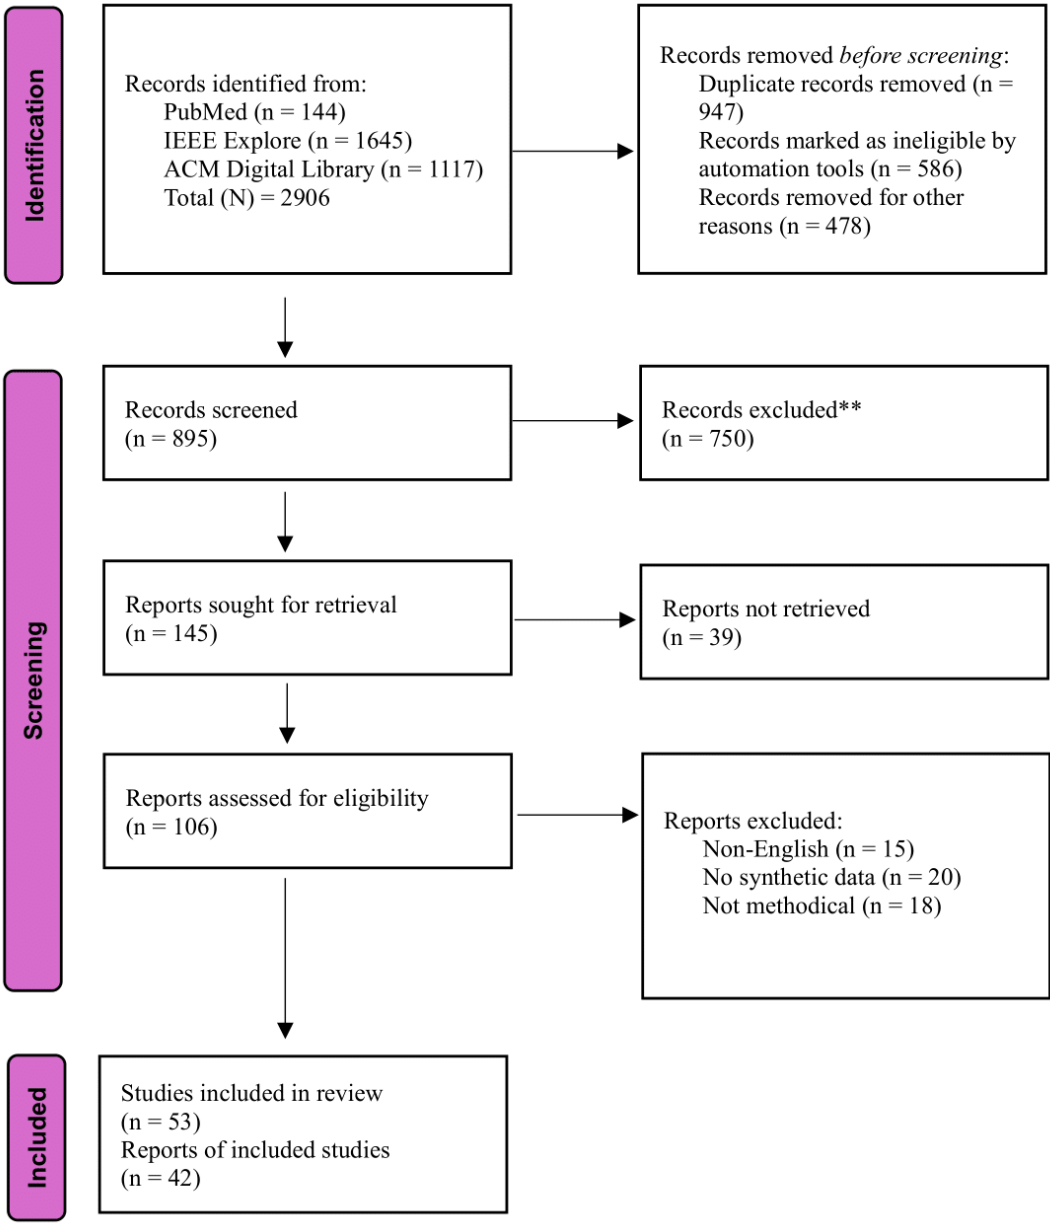 Identification
Records identified from:
PubMed (n = 144)
IEEE Explore (n = 1645)
ACM Digital Library (n = 1117)
Total (N) = 2906
Records removed before screening:
Duplicate records removed (n =
947)
Records marked as ineligible by
automation tools (n = 586)
Records removed for other
reasons (n = 478)
Screening
Records screened
(n = 895)
Records excluded**
(n = 750)
Reports sought for retrieval
(n = 145)
Reports not retrieved
(n = 39)
Reports assessed for eligibility
(n = 106)
Reports excluded:
Non-English (n = 15)
No synthetic data (n = 20)
Not methodical (n = 18)
Included
Studies included in review
(n = 53)
Reports of included studies
(n = 42)